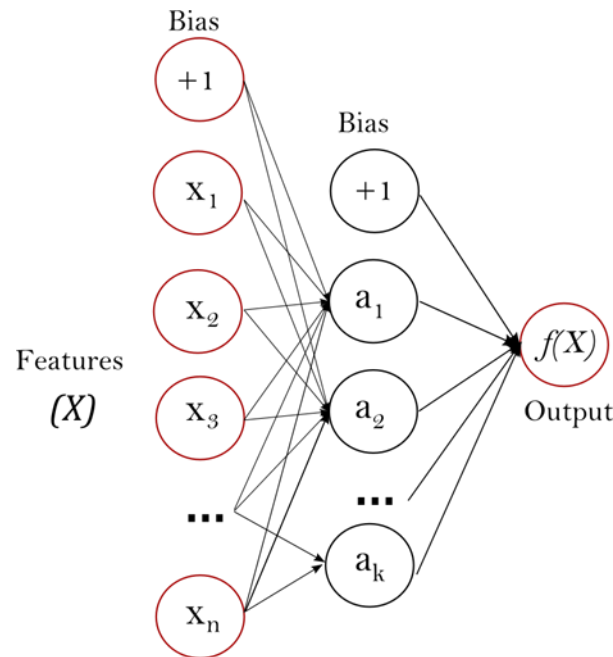 Bias
+1
x₁
x₂
x₃
...
xₙ
Features
(X)
Bias
+1
a₁
a₂
...
aₖ
f(X)
Output